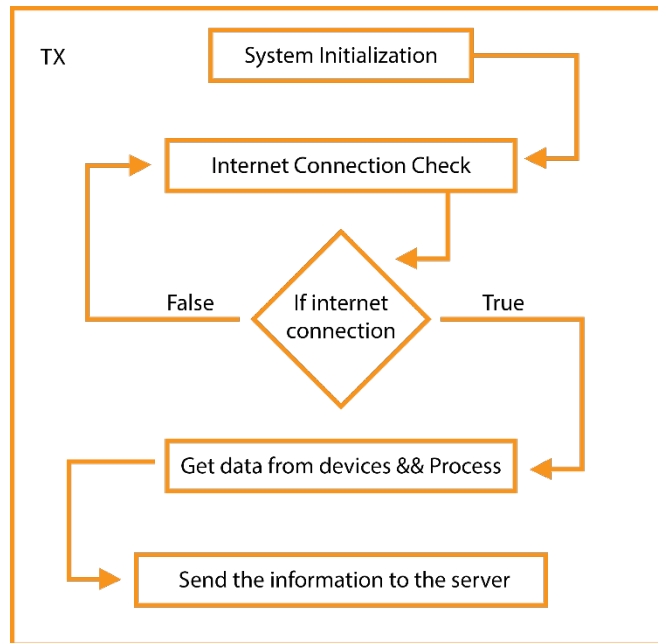 TX
System Initialization
Internet Connection Check
False
If internet
connection
True
Get data from devices && Process
Send the information to the server